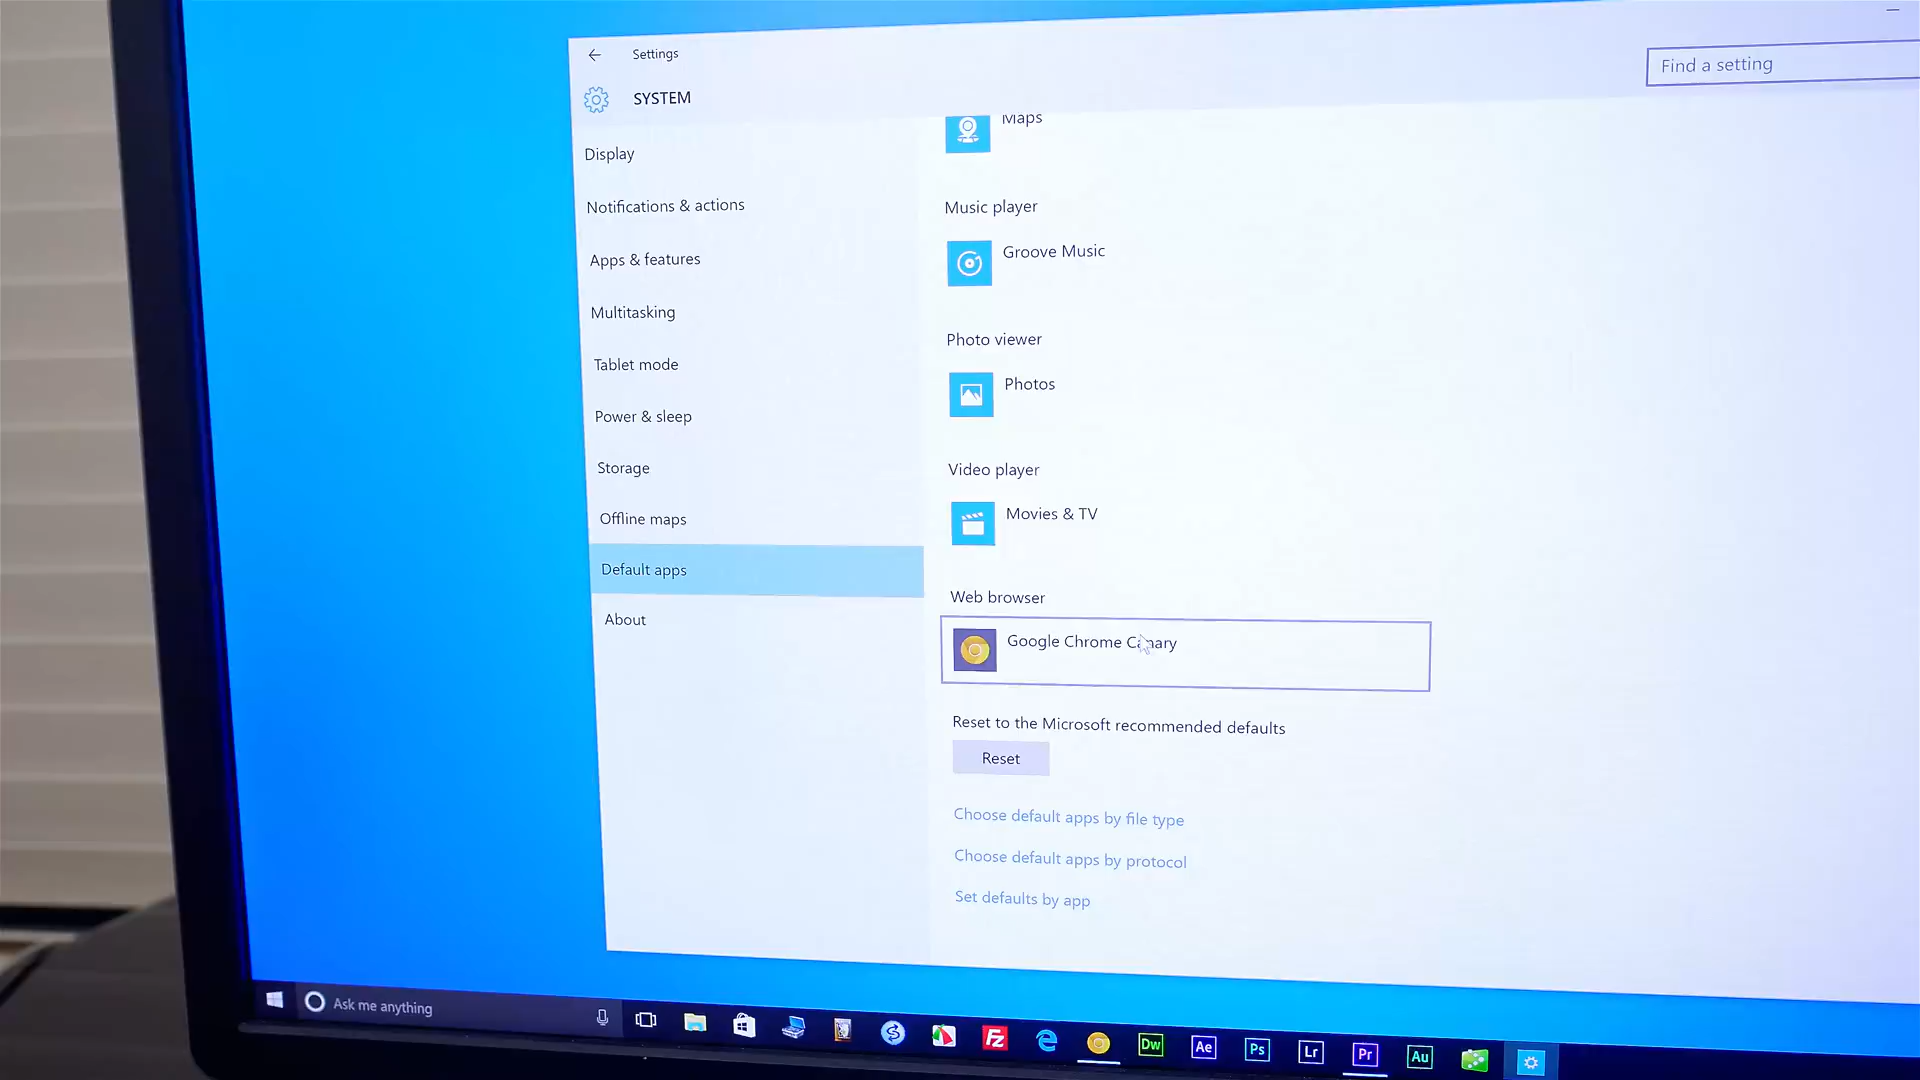 Settings
Find a setting
SYSTEM
Display
Notifications & actions
Apps & features
Multitasking
Tablet mode
Power & sleep
Storage
Offline maps
Default apps
About
Maps
Music player
Groove Music
Photo viewer
Photos
Video player
Movies & TV
Web browser
Google Chrome Canary
Reset to the Microsoft recommended defaults
Reset
Choose default apps by file type
Choose default apps by protocol
Set defaults by app
Ask me anything
Fz
Dw
Ae
Ps
Lr
Pr
Au